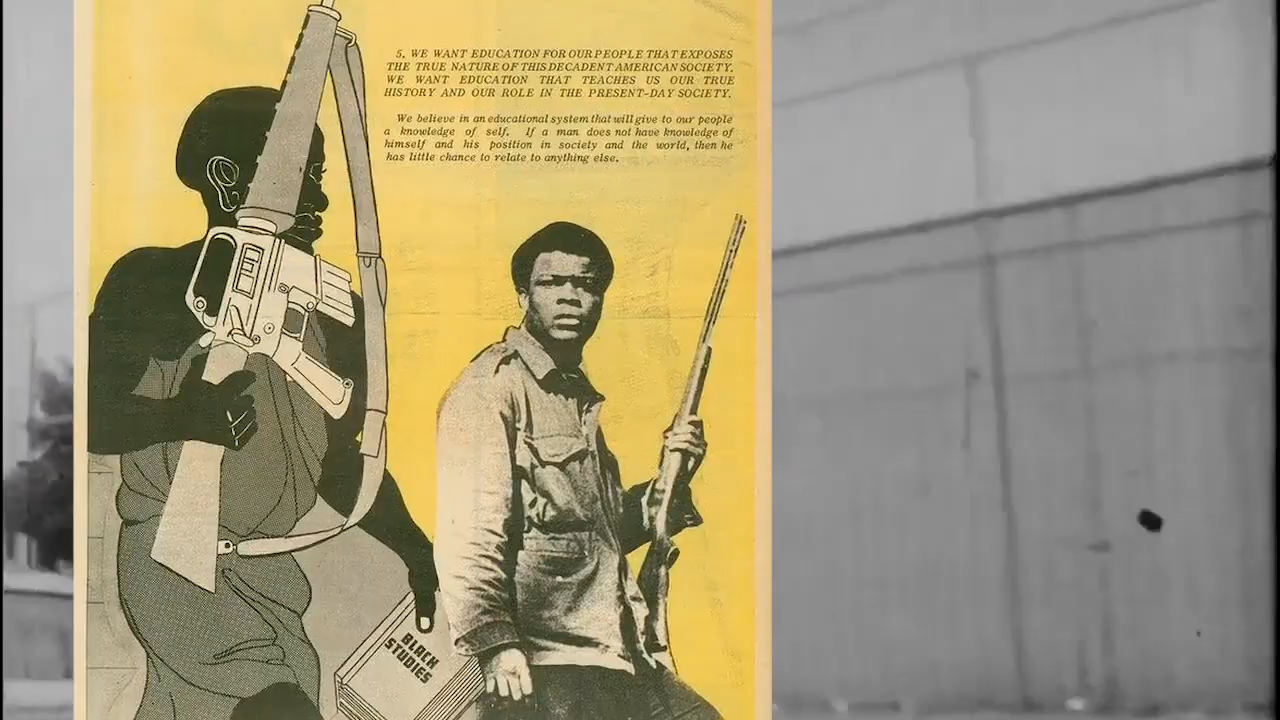 5. WE WANT EDUCATION FOR OUR PEOPLE THAT EXPOSES
THE TRUE NATURE OF THIS DECADENT AMERICAN SOCIETY.
WE WANT EDUCATION THAT TEACHES US OUR TRUE
HISTORY AND OUR ROLE IN THE PRESENT-DAY SOCIETY.
We believe in an educational system that will give to our people
a knowledge of self. If a man does not have knowledge of
himself and his position in society and the world, then he
has little chance to relate to anything else.
BLACK
STUDIES